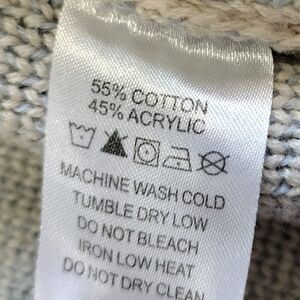 55% COTTON
45% ACRYLIC
MACHINE WASH COLD
TUMBLE DRY LOW
DO NOT BLEACH
IRON LOW HEAT
DO NOT DRY CLEAN